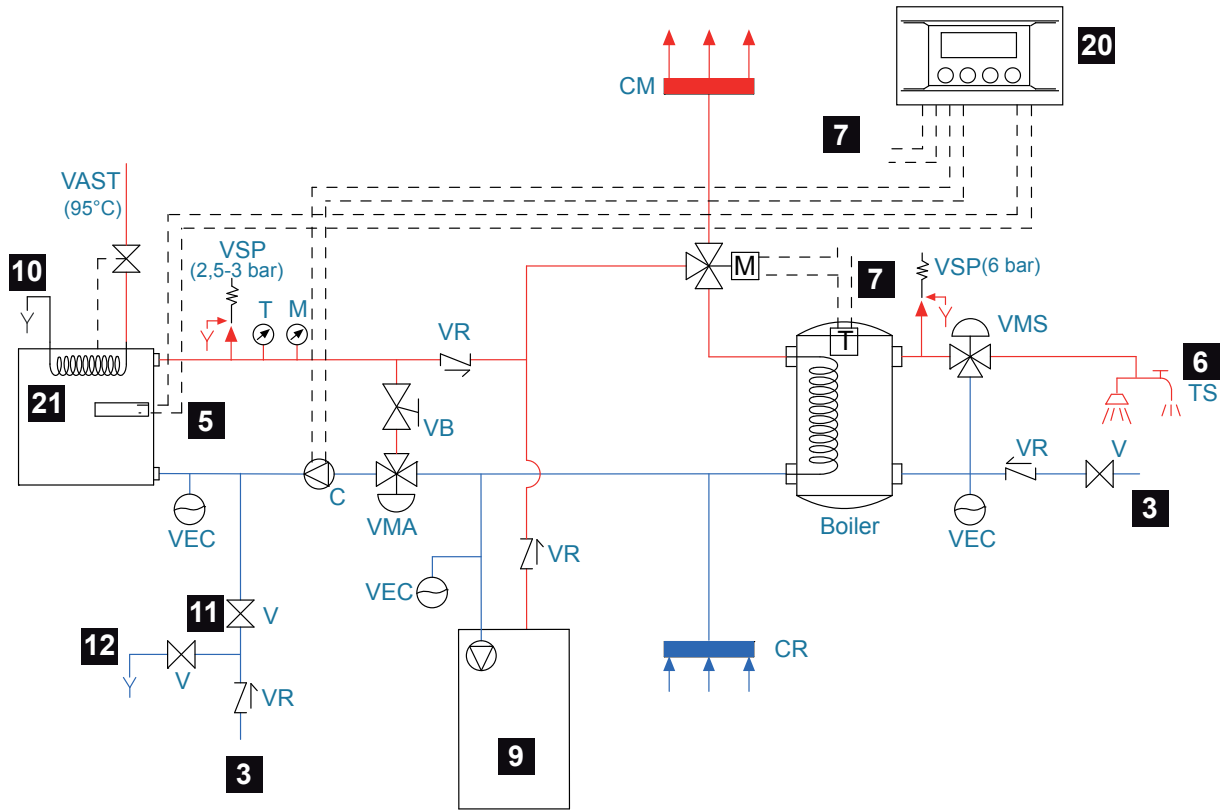 CM
20
7
VAST
(95°C)
VSP
(2,5-3 bar)
10
T
M
VR
M
7
VSP (6 bar)
VMS
T
6
TS
21
5
VB
VR
V
3
C
VMA
VEC
Boiler
VEC
VR
VEC
11
V
12
V
VR
CR
9
3